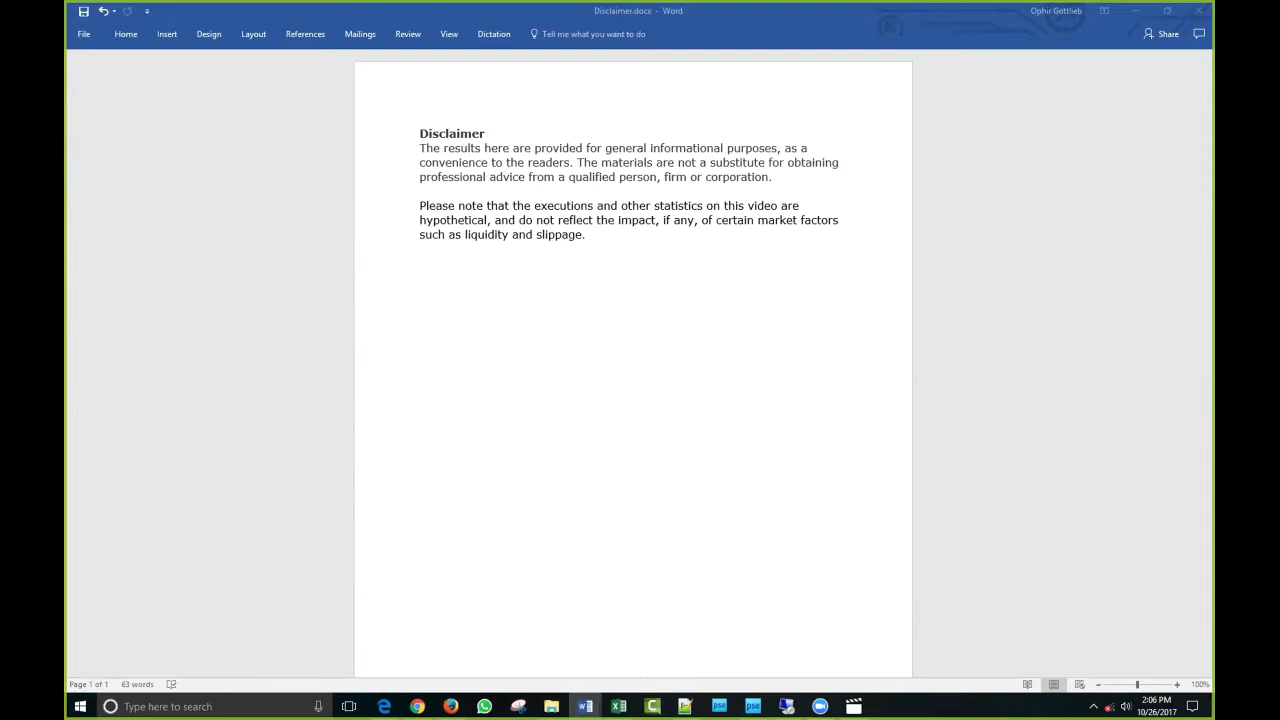 Disclaimer.docx - Word
Ophir Gottlieb
File Home Insert Design Layout References Mailings Review View Dictation Tell me what you want to do Share
Disclaimer
The results here are provided for general informational purposes, as a
convenience to the readers. The materials are not a substitute for obtaining
professional advice from a qualified person, firm or corporation.
Please note that the executions and other statistics on this video are
hypothetical, and do not reflect the impact, if any, of certain market factors
such as liquidity and slippage.
Page 1 of 1 63 words 100%
Type here to search
pse pse
2:06 PM
10/26/2017